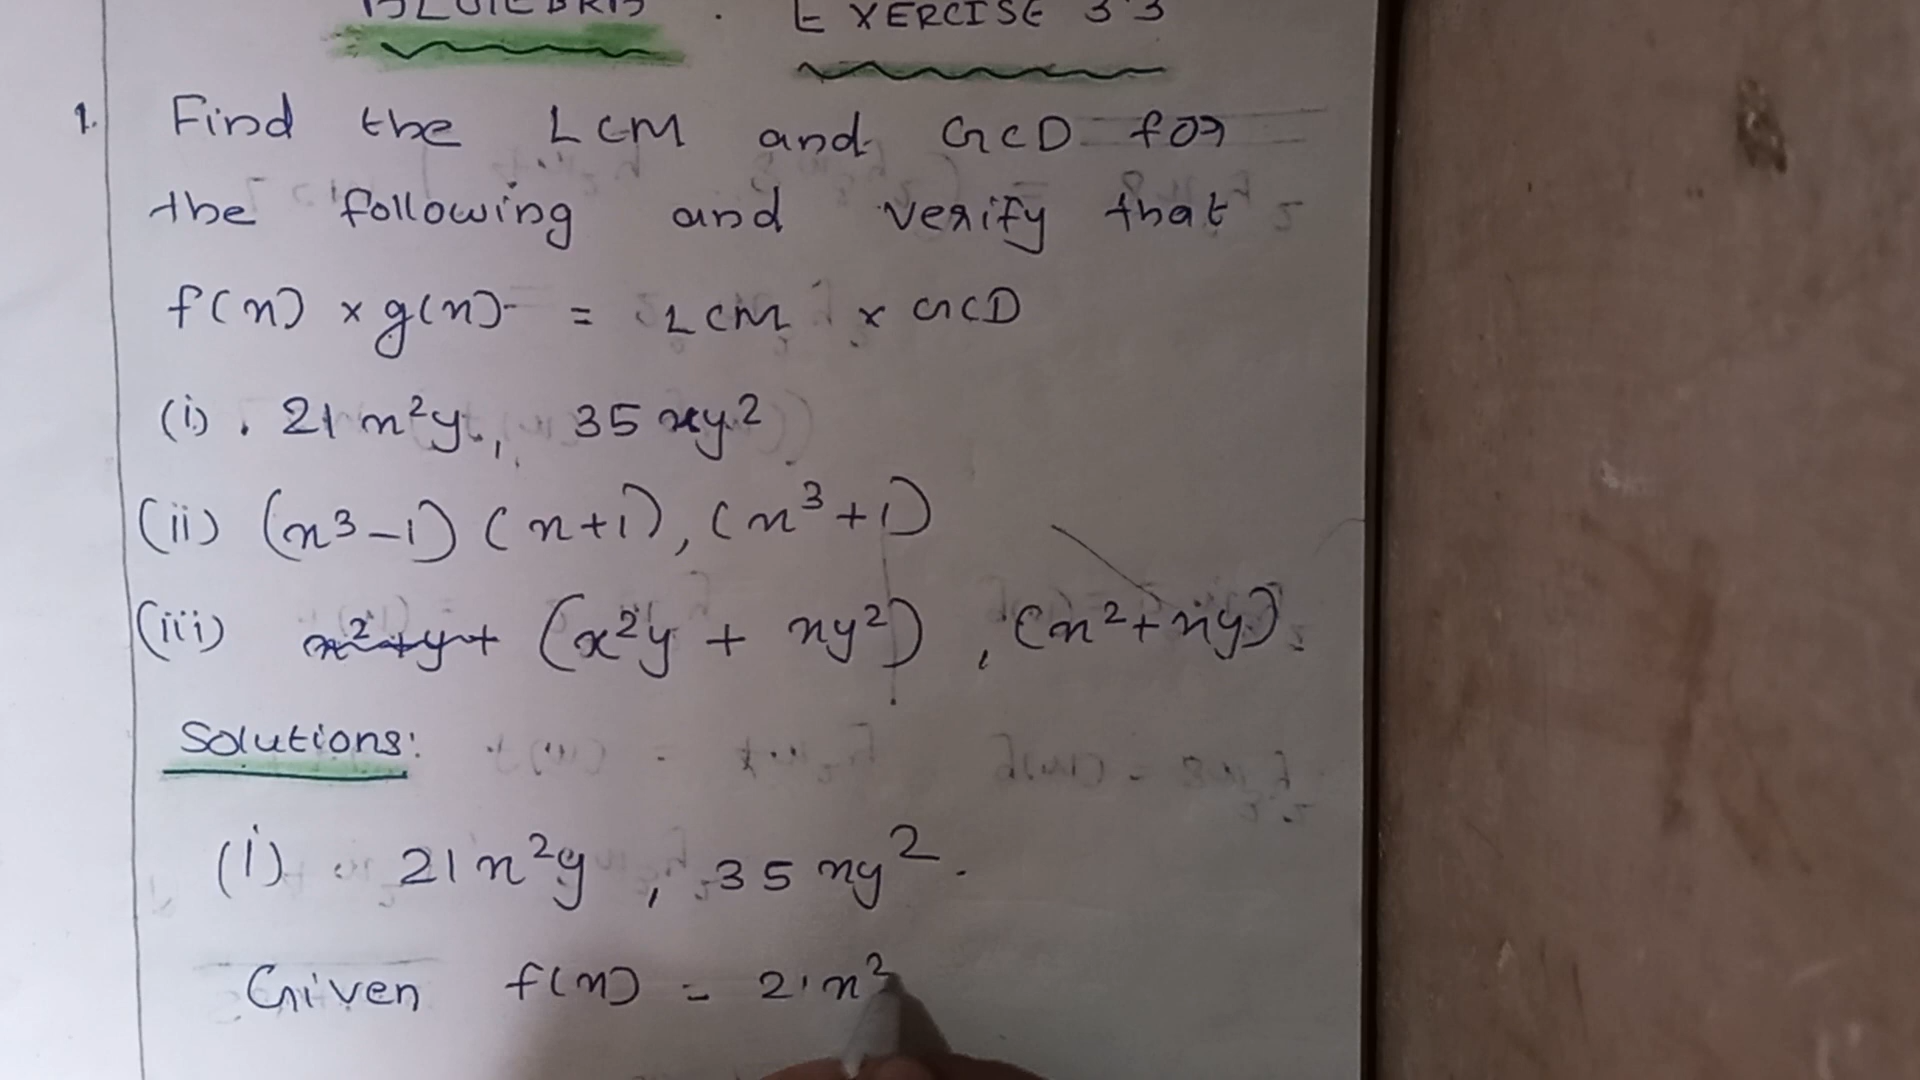 ALGEBRA . EXERCISE 3.3
1. Find the LCM and GCD for
the following and verify that
f(x) × g(x) = LCM × GCD
(i) . 21x²y, 35xy²
(ii) (x³-1) (x+1), (x³+1)
(iii) (x²y + xy²), (x²+xy).
Solutions:
(i) 21x²y, 35xy².
Given f(x) = 21x²